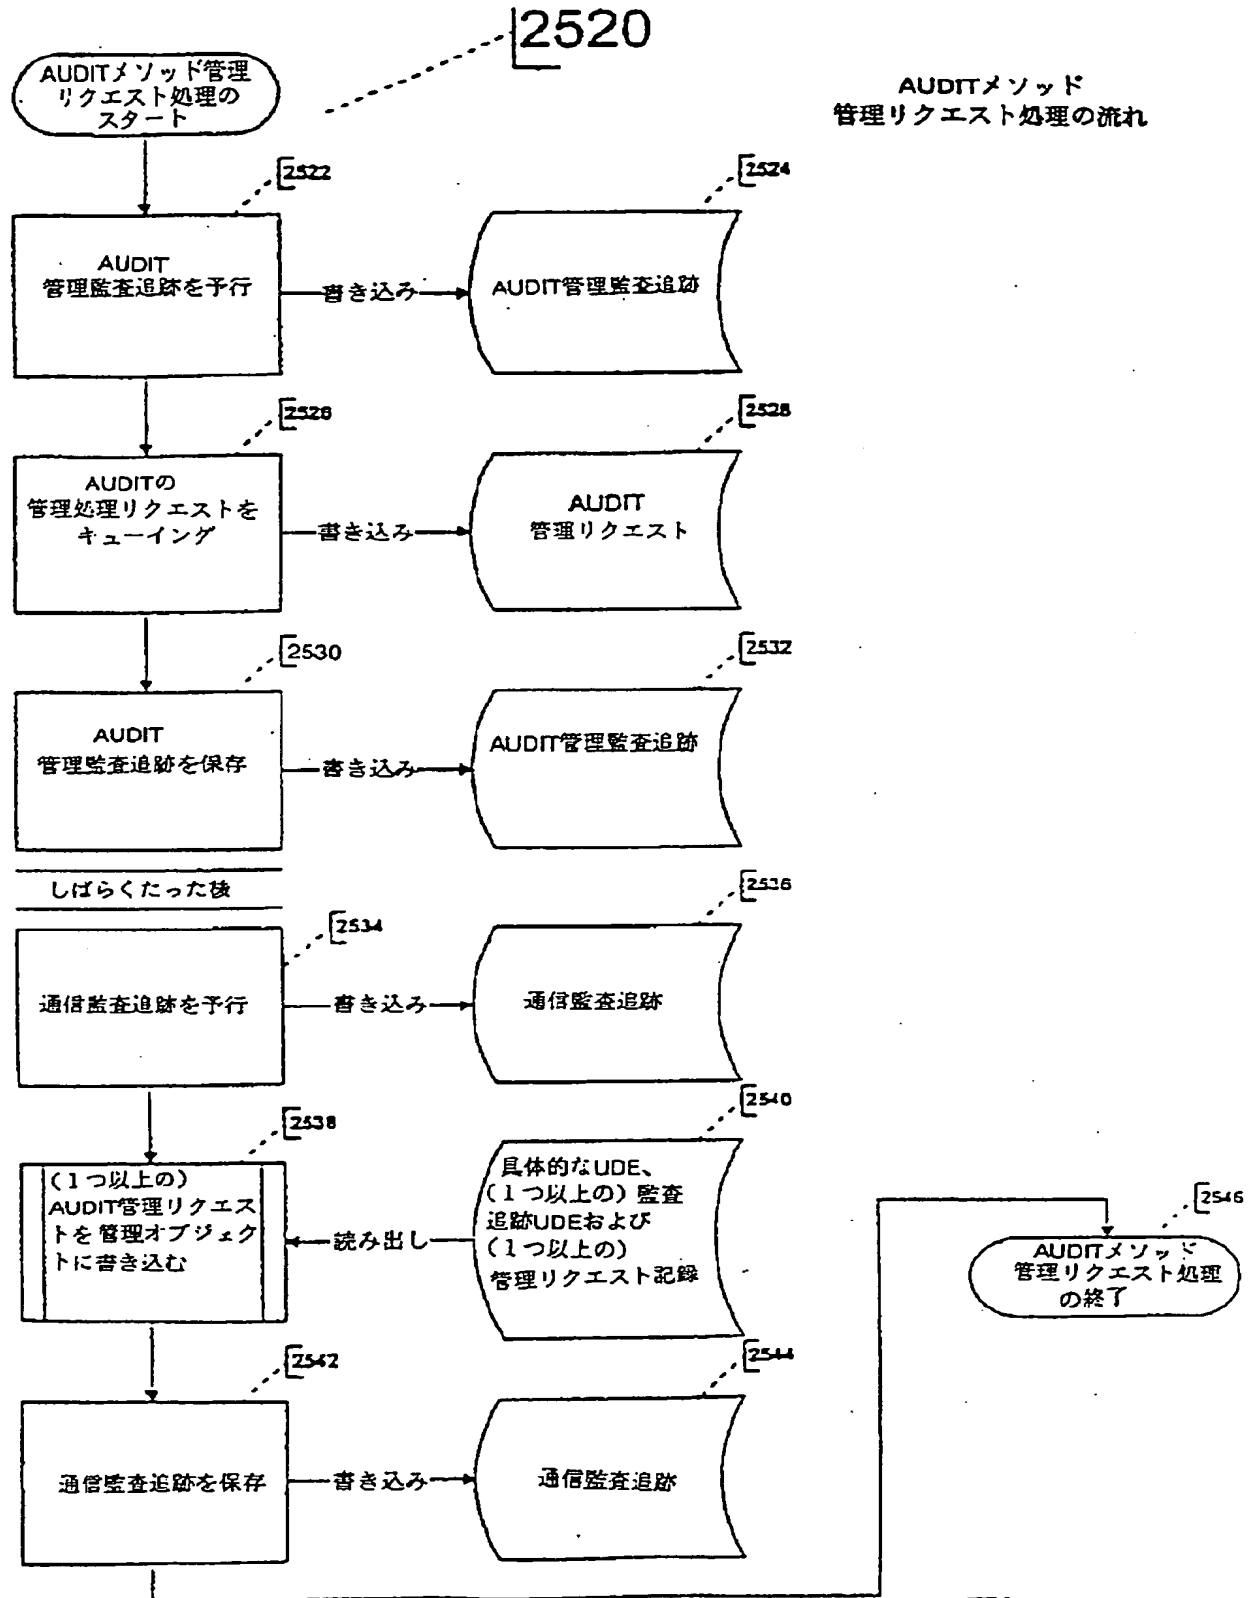 2520
AUDITメソッド管理
リクエスト処理の
スタート
AUDITメソッド
管理リクエスト処理の流れ
2522
2524
AUDIT
管理監査追跡を予行
書き込み
AUDIT管理監査追跡
2526
2528
AUDITの
管理処理リクエストを
キューイング
書き込み
AUDIT
管理リクエスト
2530
2532
AUDIT
管理監査追跡を保存
書き込み
AUDIT管理監査追跡
しばらくたった後
2534
2536
通信監査追跡を予行
書き込み
通信監査追跡
2538
2540
(1つ以上の)
AUDIT管理リクエス
トを管理オブジェク
トに書き込む
読み出し
具体的なUDE、
(1つ以上の)監査
追跡UDEおよび
(1つ以上の)
管理リクエスト記録
2546
AUDITメソッド
管理リクエスト処理
の終了
2542
2544
通信監査追跡を保存
書き込み
通信監査追跡